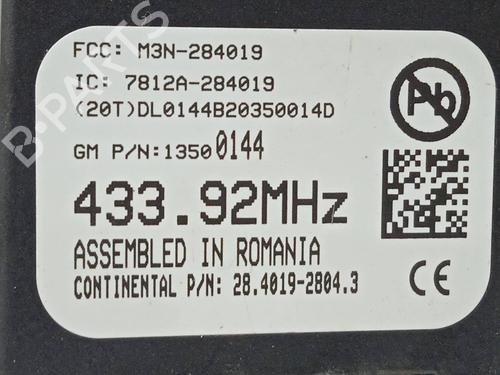 FCC: M3N-284019
IC: 7812A-284019
(20T)DL0144B20350014D
GM P/N:13500144
Pb
433.92MHz
ASSEMBLED IN ROMANIA
CONTINENTAL P/N: 28.4019-2804.3
CE
B-PARTS